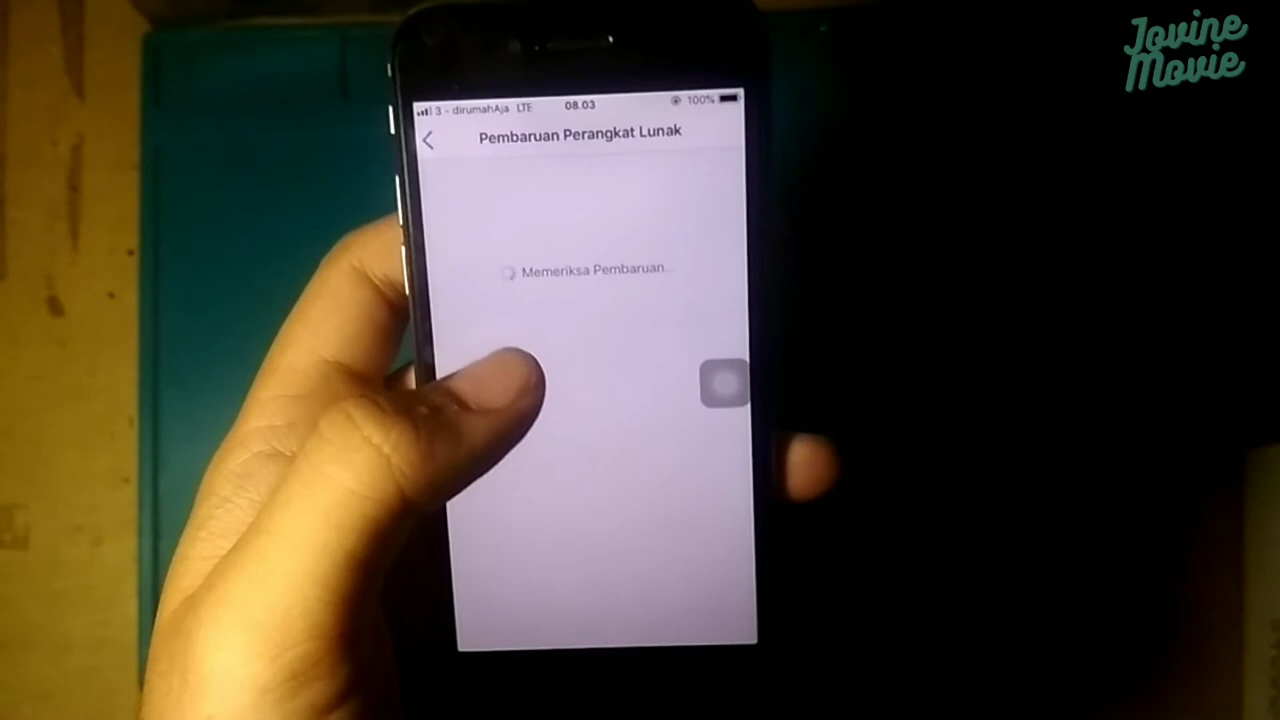 Jovine
Movie
3 - dirumahAja LTE 08.03 100%
Pembaruan Perangkat Lunak
Memeriksa Pembaruan...